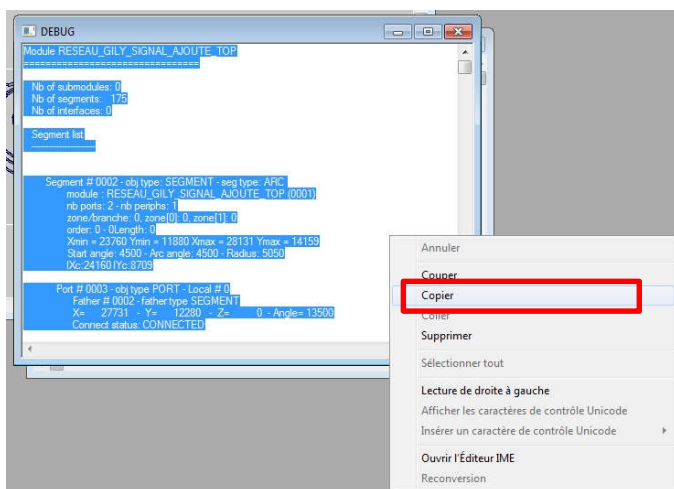 DEBUG
Module RESEAU_GILY_SIGNAL_AJOUTE_TOP
================================
Nb of submodules: 0
Nb of segments: 175
Nb of interfaces: 0
Segment list
------------------
Segment # 0002 - obj type: SEGMENT - seg type: ARC
module : RESEAU_GILY_SIGNAL_AJOUTE_TOP (0001)
nb ports: 2 - nb periphs: 1
zone/branche: 0, zone[0]: 0, zone[1]: 0
order: 0 - 0Length: 0
Xmin = 23760 Ymin = 11880 Xmax = 28131 Ymax = 14159
Start angle: 4500 - Arc angle: 4500 - Radius: 5050
IXc:24160 IYc:8709
Port # 0003 - obj type PORT - Local # 0
Father # 0002 - father type SEGMENT
X= 27731 - Y= 12280 - Z= 0 - Angle= 13500
Connect status: CONNECTED
Annuler
Couper
Copier
Coller
Supprimer
Sélectionner tout
Lecture de droite à gauche
Afficher les caractères de contrôle Unicode
Insérer un caractère de contrôle Unicode
Ouvrir l'Éditeur IME
Reconversion